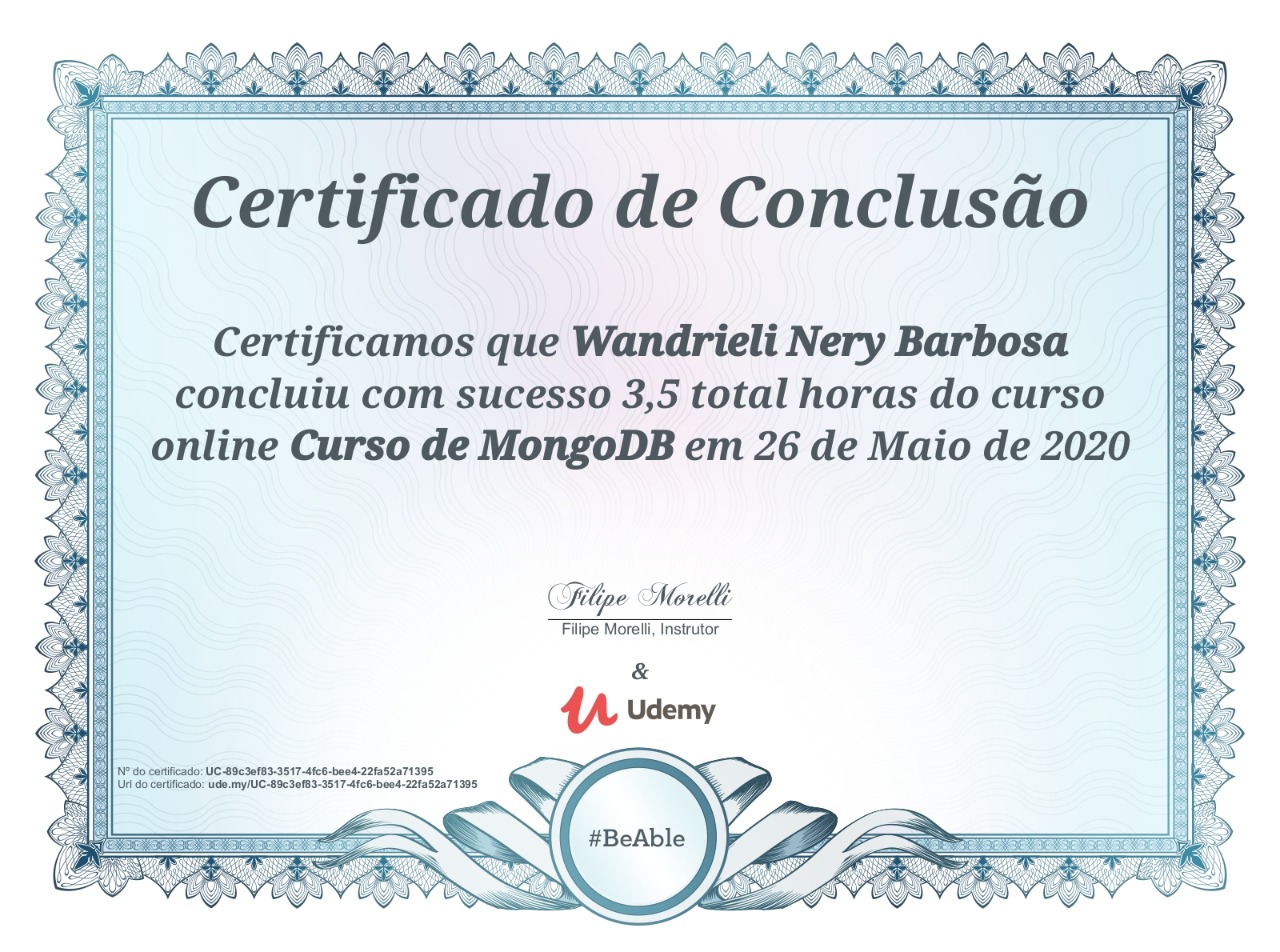 Certificado de Conclusão
Certificamos que Wandrieli Nery Barbosa
concluiu com sucesso 3,5 total horas do curso
online Curso de MongoDB em 26 de Maio de 2020
Filipe Morelli
Filipe Morelli, Instrutor
&
Udemy
Nº do certificado: UC-89c3ef83-3517-4fc6-bee4-22fa52a71395
Url do certificado: ude.my/UC-89c3ef83-3517-4fc6-bee4-22fa52a71395
#BeAble